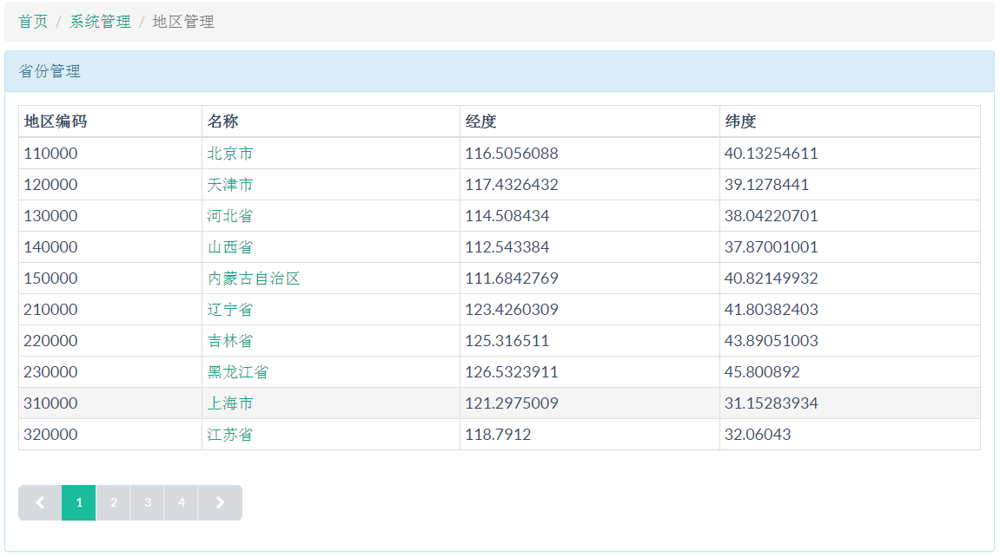 首页 / 系统管理 / 地区管理
省份管理
地区编码 名称 经度 纬度
110000 北京市 116.5056088 40.13254611
120000 天津市 117.4326432 39.1278441
130000 河北省 114.508434 38.04220701
140000 山西省 112.543384 37.87001001
150000 内蒙古自治区 111.6842769 40.82149932
210000 辽宁省 123.4260309 41.80382403
220000 吉林省 125.316511 43.89051003
230000 黑龙江省 126.5323911 45.800892
310000 上海市 121.2975009 31.15283934
320000 江苏省 118.7912 32.06043
1 2 3 4